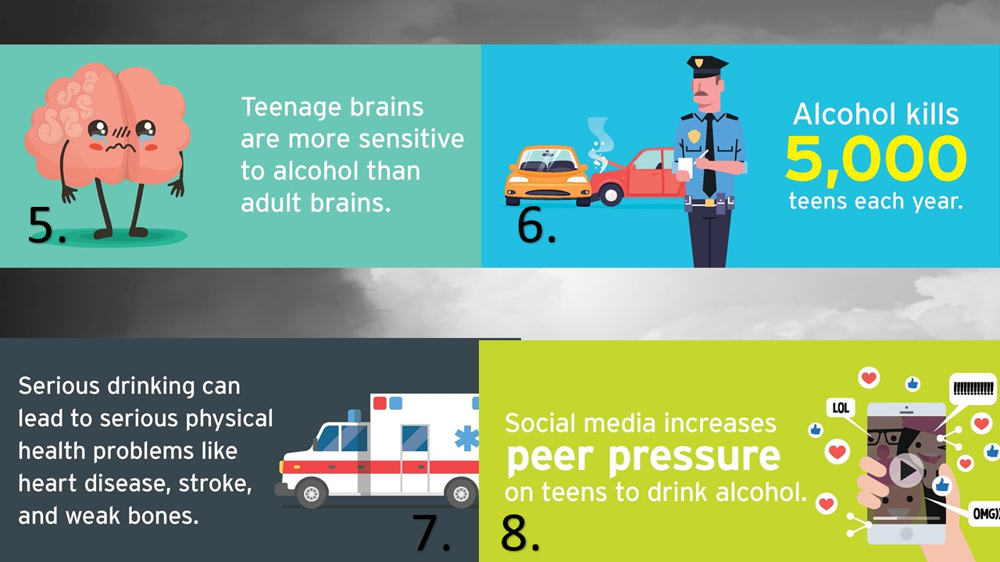 Teenage brains
are more sensitive
to alcohol than
adult brains.
5.
Alcohol kills
5,000
teens each year.
6.
Serious drinking can
lead to serious physical
health problems like
heart disease, stroke,
and weak bones.
7.
Social media increases
peer pressure
on teens to drink alcohol.
8.
LOL
!!!!!!!!!!!
OMG))